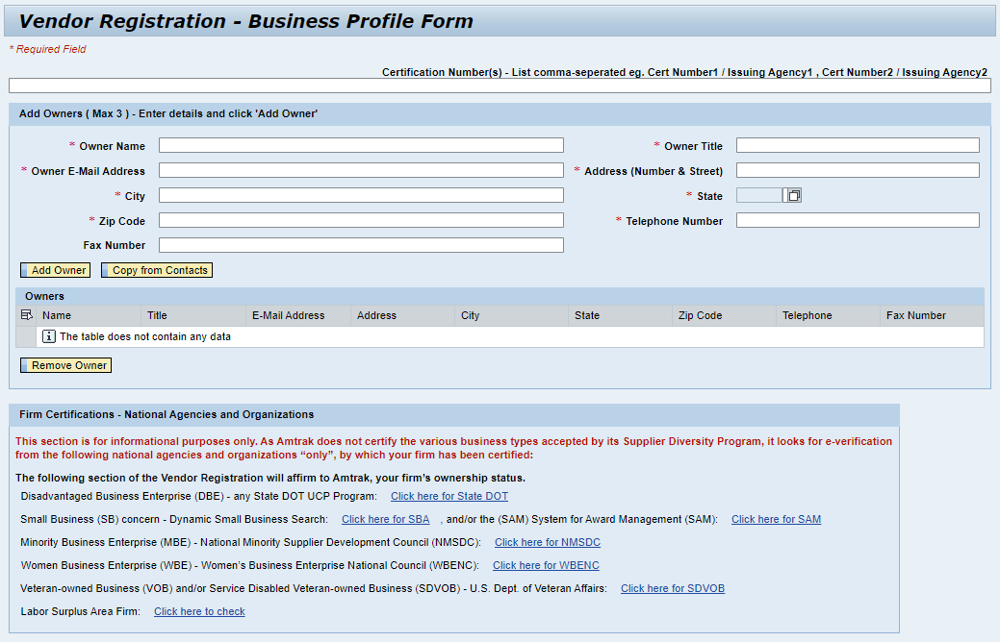 Vendor Registration - Business Profile Form
* Required Field
Certification Number(s) - List comma-seperated eg. Cert Number1 / Issuing Agency1 , Cert Number2 / Issuing Agency2
Add Owners ( Max 3 ) - Enter details and click 'Add Owner'
* Owner Name * Owner Title
* Owner E-Mail Address * Address (Number & Street)
* City * State
* Zip Code * Telephone Number
Fax Number
Add Owner Copy from Contacts
Owners
Name Title E-Mail Address Address City State Zip Code Telephone Fax Number
The table does not contain any data
Remove Owner
Firm Certifications - National Agencies and Organizations
This section is for informational purposes only. As Amtrak does not certify the various business types accepted by its Supplier Diversity Program, it looks for e-verification
from the following national agencies and organizations “only”, by which your firm has been certified:
The following section of the Vendor Registration will affirm to Amtrak, your firm’s ownership status.
Disadvantaged Business Enterprise (DBE) - any State DOT UCP Program: Click here for State DOT
Small Business (SB) concern - Dynamic Small Business Search: Click here for SBA , and/or the (SAM) System for Award Management (SAM): Click here for SAM
Minority Business Enterprise (MBE) - National Minority Supplier Development Council (NMSDC): Click here for NMSDC
Women Business Enterprise (WBE) - Women’s Business Enterprise National Council (WBENC): Click here for WBENC
Veteran-owned Business (VOB) and/or Service Disabled Veteran-owned Business (SDVOB) - U.S. Dept. of Veteran Affairs: Click here for SDVOB
Labor Surplus Area Firm: Click here to check